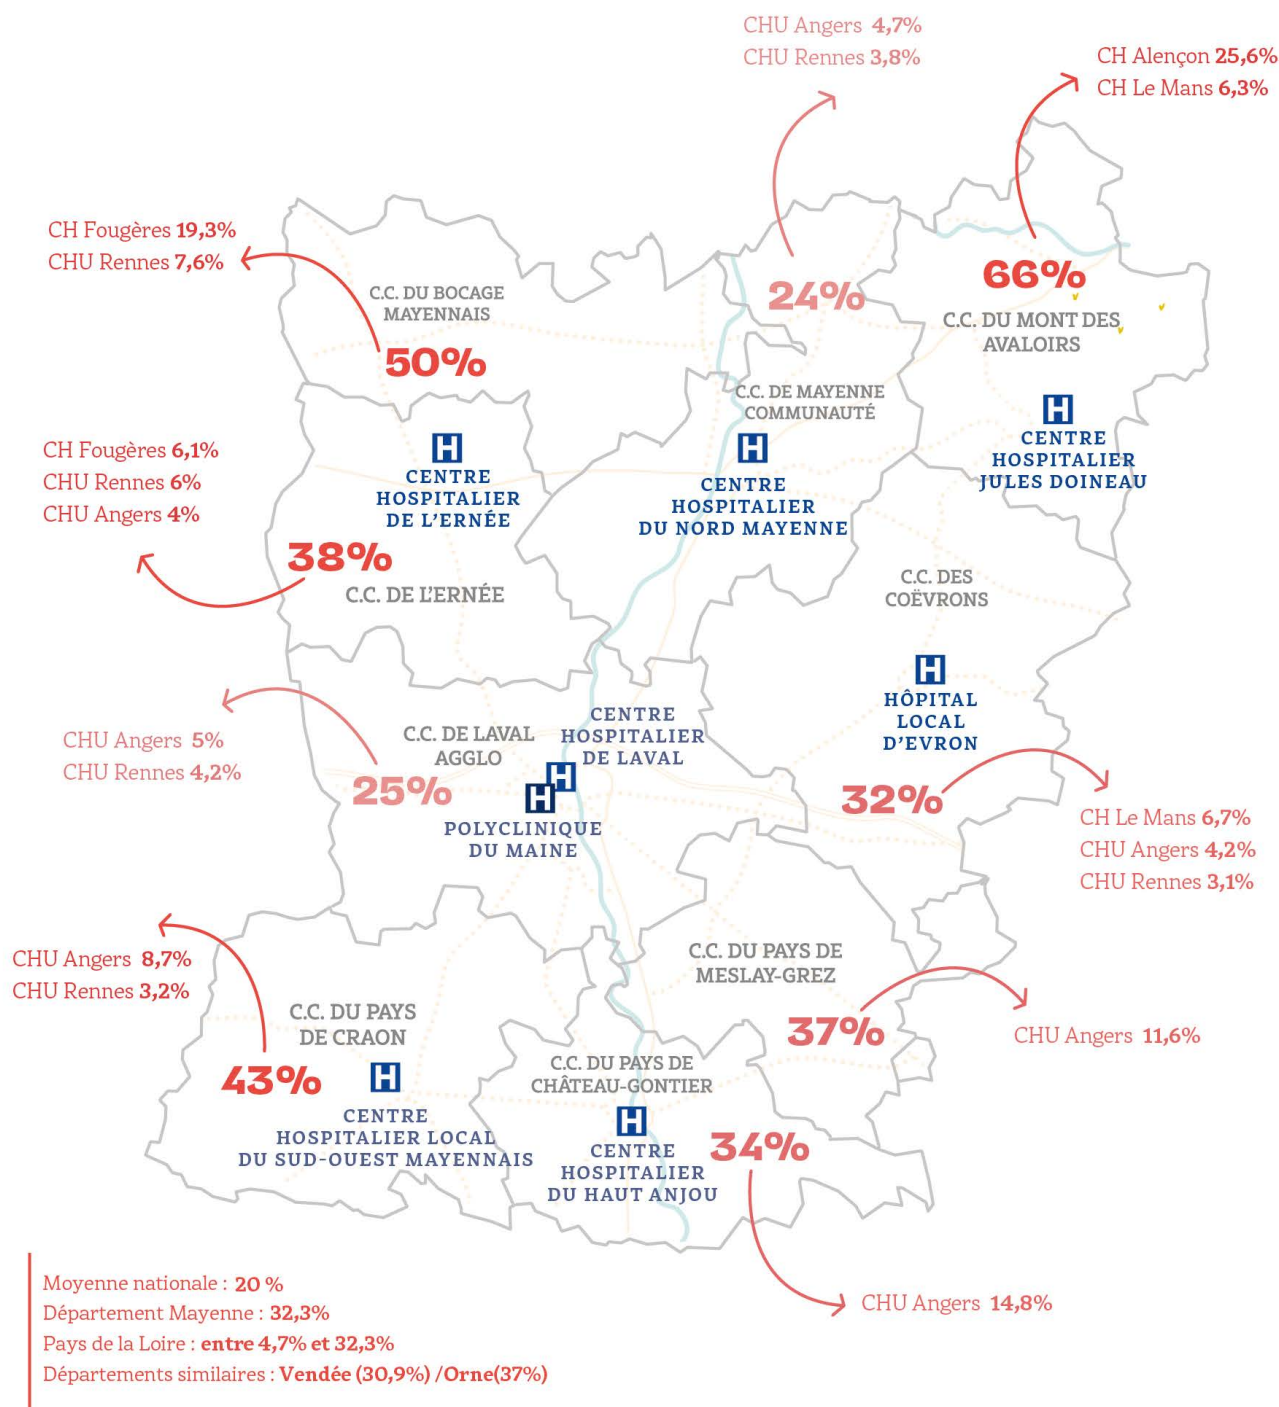 CHU Angers 4,7%
CHU Rennes 3,8%
CH Alençon 25,6%
CH Le Mans 6,3%
CH Fougères 19,3%
CHU Rennes 7,6%
24%
66%
C.C. DU BOCAGE
MAYENNAIS
50%
C.C. DU MONT DES
AVALOIRS
C.C. DE MAYENNE
COMMUNAUTÉ
H
CENTRE
HOSPITALIER
JULES DOINEAU
CH Fougères 6,1%
CHU Rennes 6%
CHU Angers 4%
H
CENTRE
HOSPITALIER
DE L'ERNÉE
H
CENTRE
HOSPITALIER
DU NORD MAYENNE
38%
C.C. DE L'ERNÉE
C.C. DES
COËVRONS
H
HÔPITAL
LOCAL
D'EVRON
CHU Angers 5%
CHU Rennes 4,2%
C.C. DE LAVAL
AGGLO
25%
CENTRE
HOSPITALIER
DE LAVAL
H
H
POLYCLINIQUE
DU MAINE
32%
CH Le Mans 6,7%
CHU Angers 4,2%
CHU Rennes 3,1%
CHU Angers 8,7%
CHU Rennes 3,2%
C.C. DU PAYS DE
MESLAY-GREZ
37%
CHU Angers 11,6%
C.C. DU PAYS
DE CRAON
43%
H
CENTRE
HOSPITALIER LOCAL
DU SUD-OUEST MAYENNAIS
C.C. DU PAYS DE
CHÂTEAU-GONTIER
H
CENTRE
HOSPITALIER
DU HAUT ANJOU
34%
CHU Angers 14,8%
Moyenne nationale : 20 %
Département Mayenne : 32,3%
Pays de la Loire : entre 4,7% et 32,3%
Départements similaires : Vendée (30,9%) /Orne(37%)